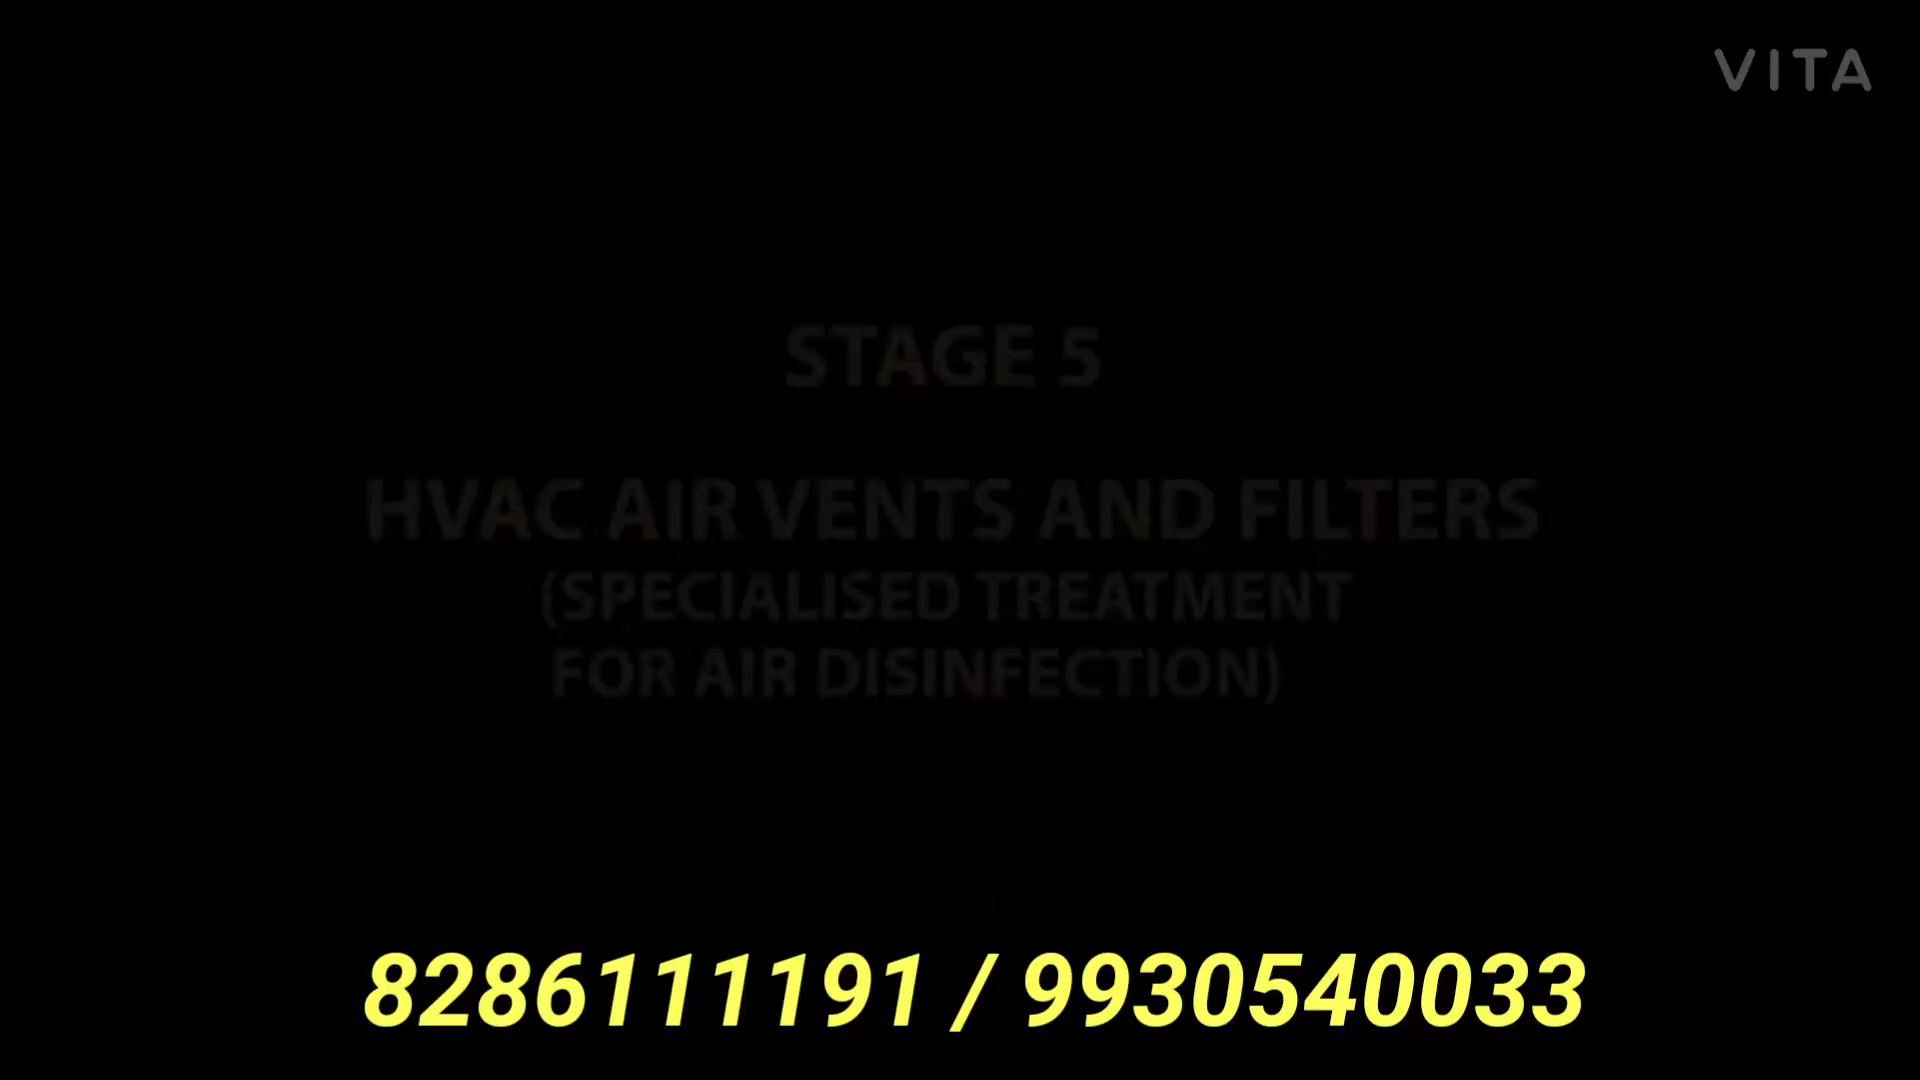 VITA
STAGE 5
HVAC AIR VENTS AND FILTERS
(SPECIALISED TREATMENT
FOR AIR DISINFECTION)
8286111191 / 9930540033